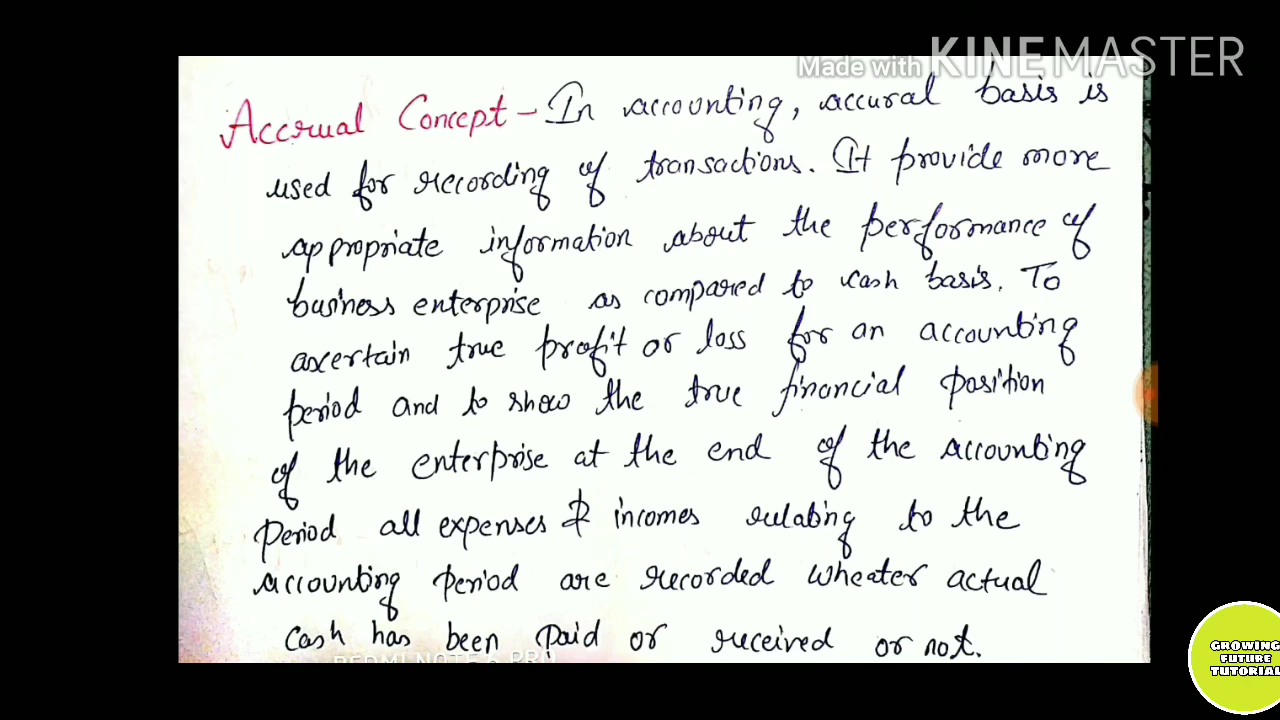 Made with KINEMASTER
Accrual Concept - In accounting, accural basis is
used for recording of transactions. It provide more
appropriate information about the performance of
business enterprise as compared to cash basis. To
ascertain true profit or loss for an accounting
period and to show the true financial position
of the enterprise at the end of the accounting
Period all expenses & incomes relating to the
accounting period are recorded wheater actual
cash has been paid or received or not.
REDMI NOTE 6 PRO
GROWING
FUTURE
TUTORIAL